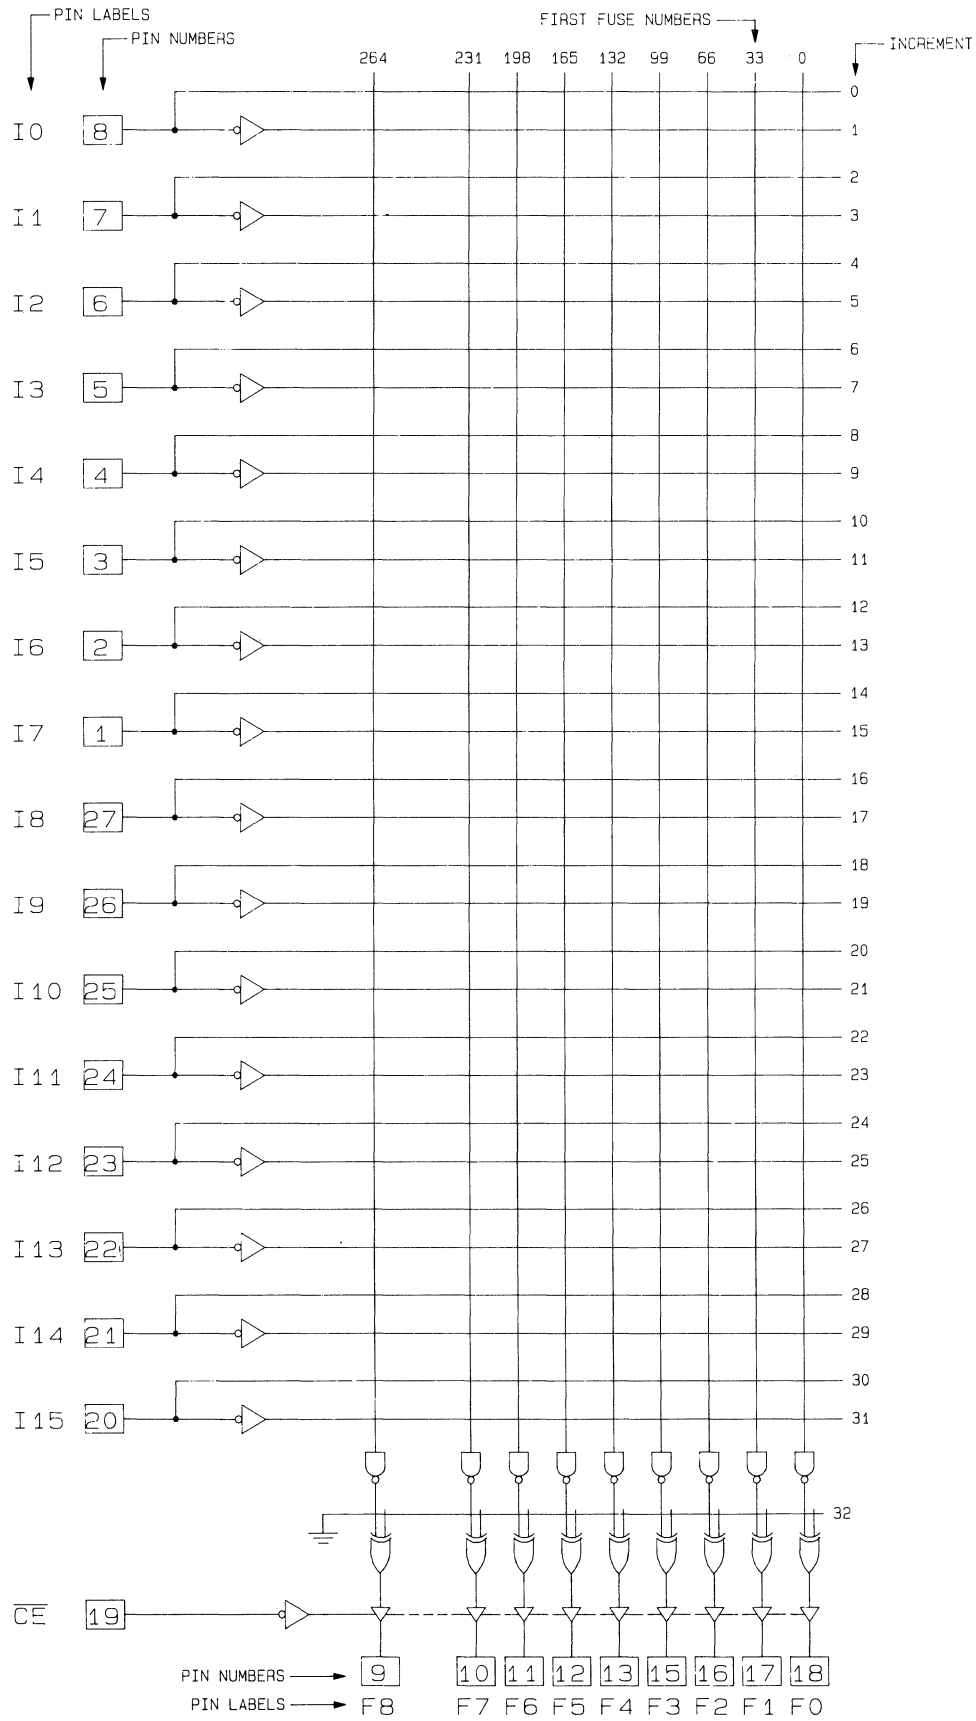 PIN LABELS
PIN NUMBERS
FIRST FUSE NUMBERS
INCREMENT
264 231 198 165 132 99 66 33 0
0
I0 8 1
2
I1 7 3
4
I2 6 5
6
I3 5 7
8
I4 4 9
10
I5 3 11
12
I6 2 13
14
I7 1 15
16
I8 27 17
18
I9 26 19
20
I10 25 21
22
I11 24 23
24
I12 23 25
26
I13 22 27
28
I14 21 29
30
I15 20 31
32
C̅E̅ 19
PIN NUMBERS 9 10 11 12 13 15 16 17 18
PIN LABELS F8 F7 F6 F5 F4 F3 F2 F1 F0